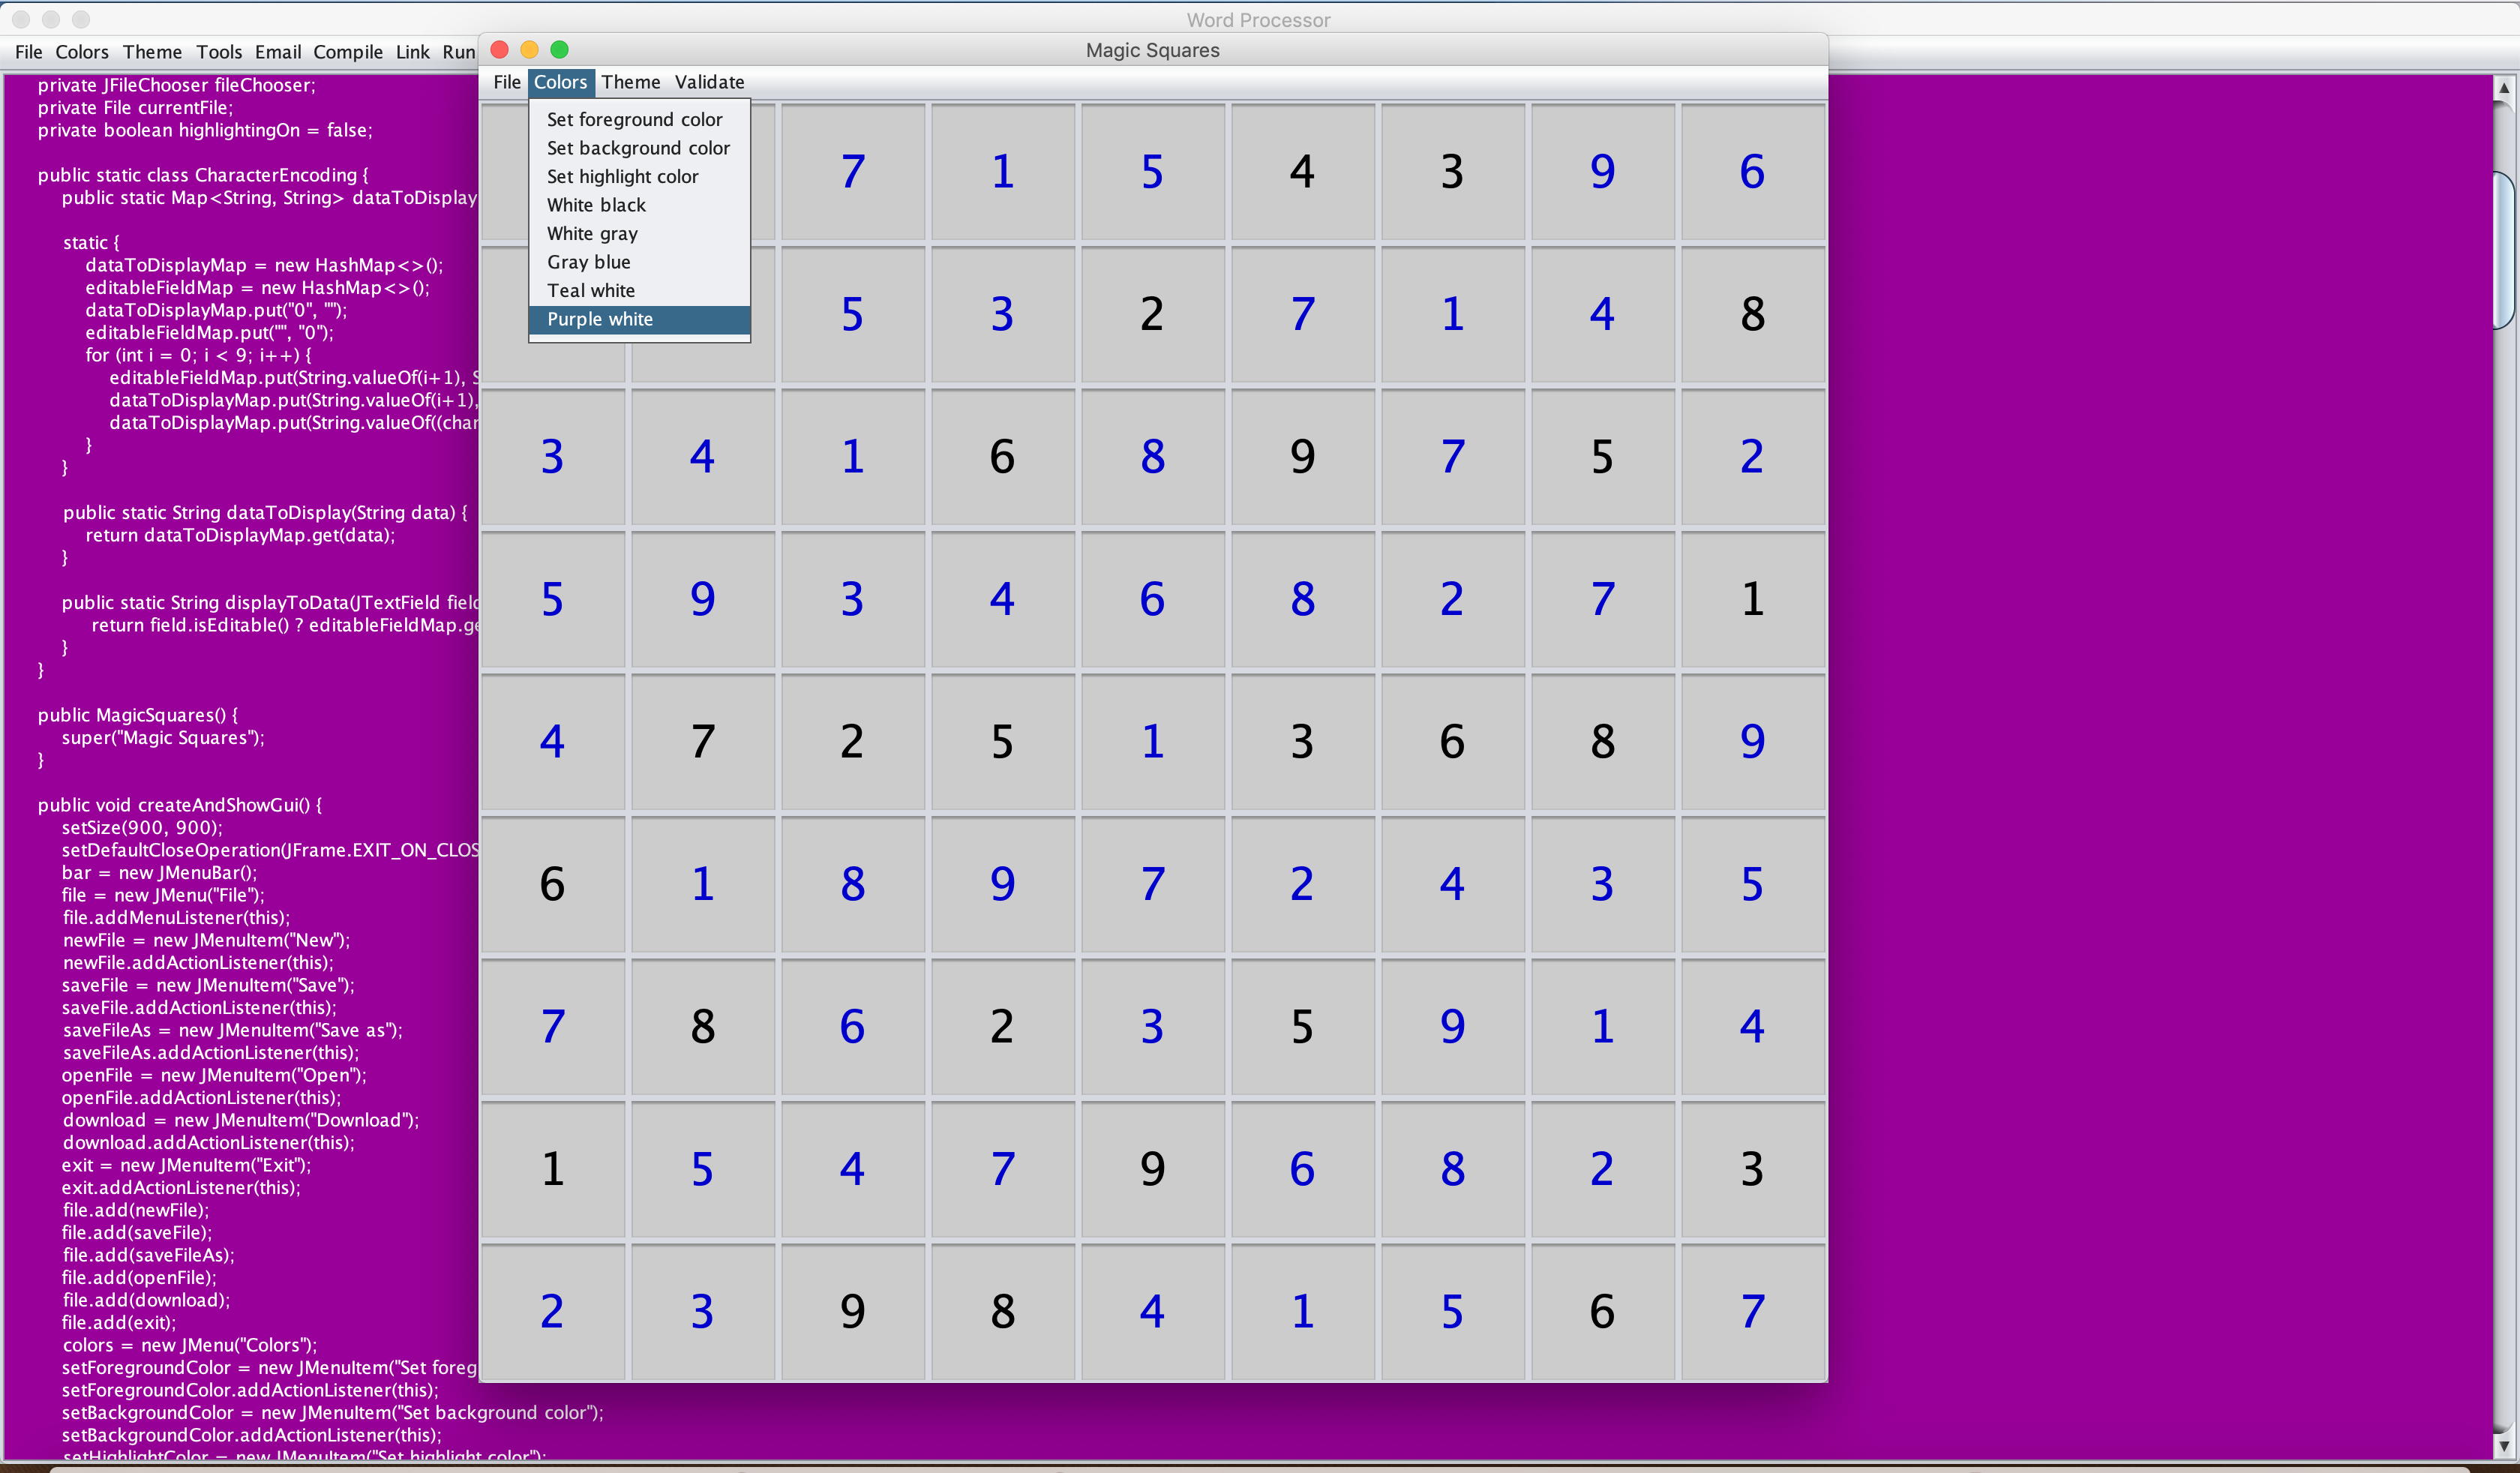 Word Processor
File Colors Theme Tools Email Compile Link Run
private JFileChooser fileChooser;
private File currentFile;
private boolean highlightingOn = false;
public static class CharacterEncoding {
public static Map<String, String> dataToDisplay
static {
dataToDisplayMap = new HashMap<>();
editableFieldMap = new HashMap<>();
dataToDisplayMap.put("0", "");
editableFieldMap.put("", "0");
for (int i = 0; i < 9; i++) {
editableFieldMap.put(String.valueOf(i+1), S
dataToDisplayMap.put(String.valueOf(i+1),
dataToDisplayMap.put(String.valueOf((char
}
}
public static String dataToDisplay(String data) {
return dataToDisplayMap.get(data);
}
public static String displayToData(JTextField field
return field.isEditable() ? editableFieldMap.ge
}
}
public MagicSquares() {
super("Magic Squares");
}
public void createAndShowGui() {
setSize(900, 900);
setDefaultCloseOperation(JFrame.EXIT_ON_CLOS
bar = new JMenuBar();
file = new JMenu("File");
file.addMenuListener(this);
newFile = new JMenuItem("New");
newFile.addActionListener(this);
saveFile = new JMenuItem("Save");
saveFile.addActionListener(this);
saveFileAs = new JMenuItem("Save as");
saveFileAs.addActionListener(this);
openFile = new JMenuItem("Open");
openFile.addActionListener(this);
download = new JMenuItem("Download");
download.addActionListener(this);
exit = new JMenuItem("Exit");
exit.addActionListener(this);
file.add(newFile);
file.add(saveFile);
file.add(saveFileAs);
file.add(openFile);
file.add(download);
file.add(exit);
colors = new JMenu("Colors");
setForegroundColor = new JMenuItem("Set foreg
setForegroundColor.addActionListener(this);
setBackgroundColor = new JMenuItem("Set background color");
setBackgroundColor.addActionListener(this);
setHighlightColor = new JMenuItem("Set highlight color");
Magic Squares
File Colors Theme Validate
Set foreground color
Set background color
Set highlight color
White black
White gray
Gray blue
Teal white
Purple white
7 1 5 4 3 9 6
5 3 2 7 1 4 8
3 4 1 6 8 9 7 5 2
5 9 3 4 6 8 2 7 1
4 7 2 5 1 3 6 8 9
6 1 8 9 7 2 4 3 5
7 8 6 2 3 5 9 1 4
1 5 4 7 9 6 8 2 3
2 3 9 8 4 1 5 6 7